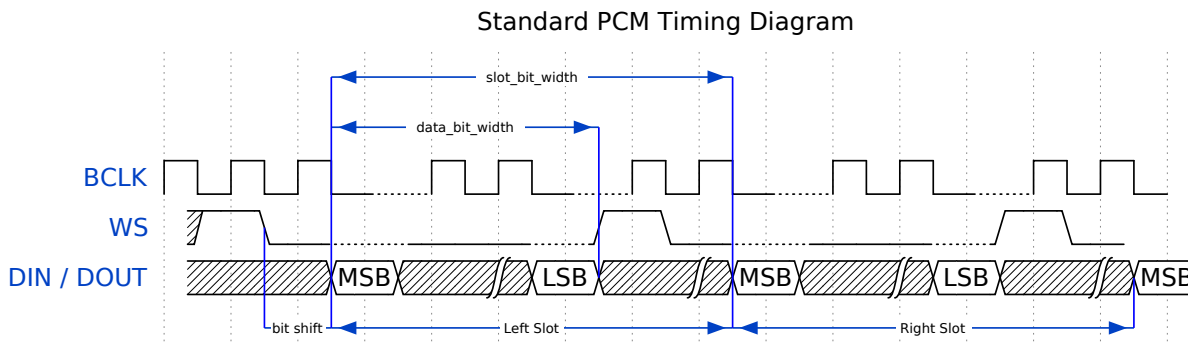 Standard PCM Timing Diagram
slot_bit_width
data_bit_width
BCLK
WS
DIN / DOUT
MSB
LSB
MSB
LSB
MSB
bit shift
Left Slot
Right Slot